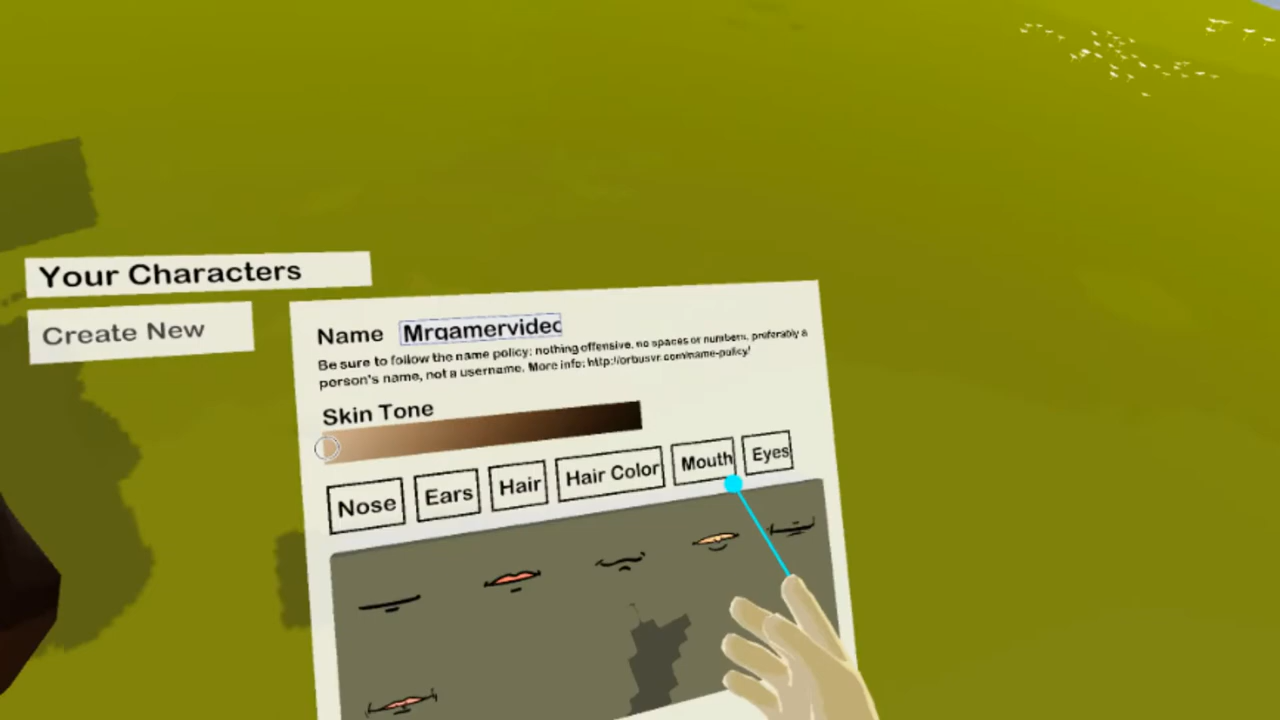 Your Characters
Create New
Name Mrgamervideo
Be sure to follow the name policy: nothing offensive, no spaces or numbers, preferably a
person's name, not a username. More info: http://orbusvr.com/name-policy/
Skin Tone
Nose Ears Hair Hair Color Mouth Eyes